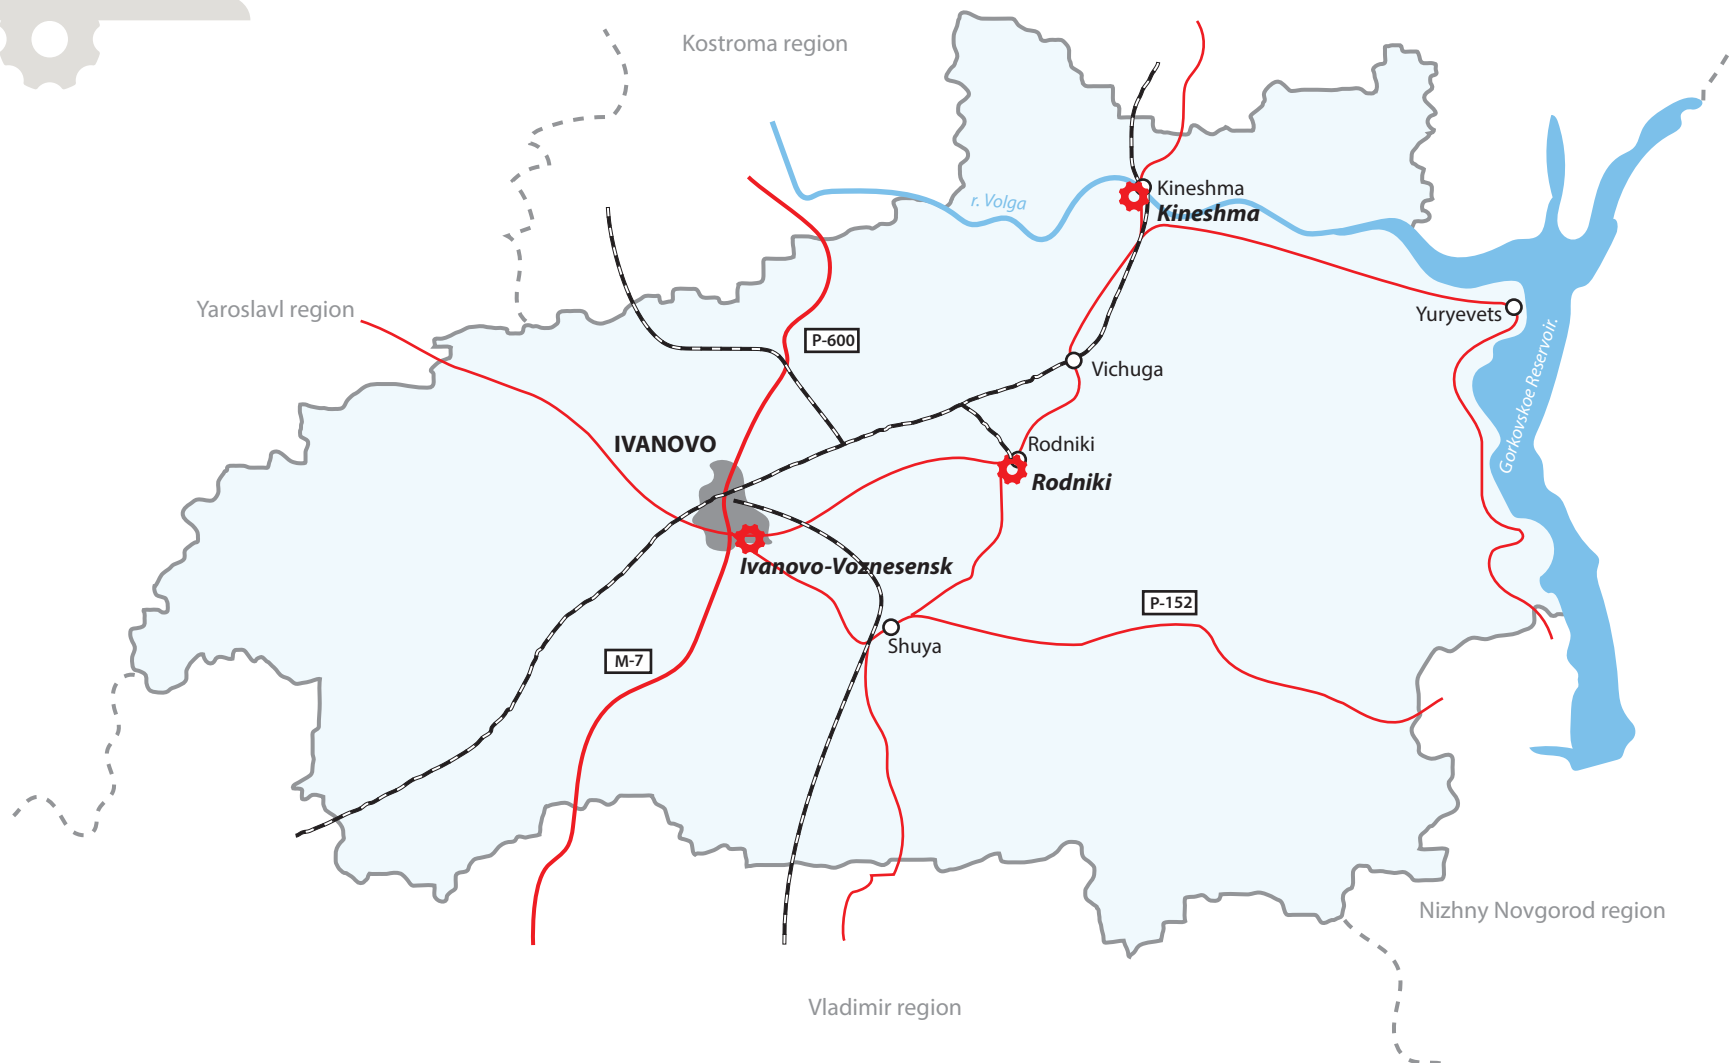 Kostroma region
Kineshma
r. Volga
Kineshma
Yaroslavl region
Yuryevets
P-600
Gorkovskoe Reservoir.
Vichuga
IVANOVO
Rodniki
Rodniki
Ivanovo-Voznesensk
P-152
Shuya
M-7
Nizhny Novgorod region
Vladimir region